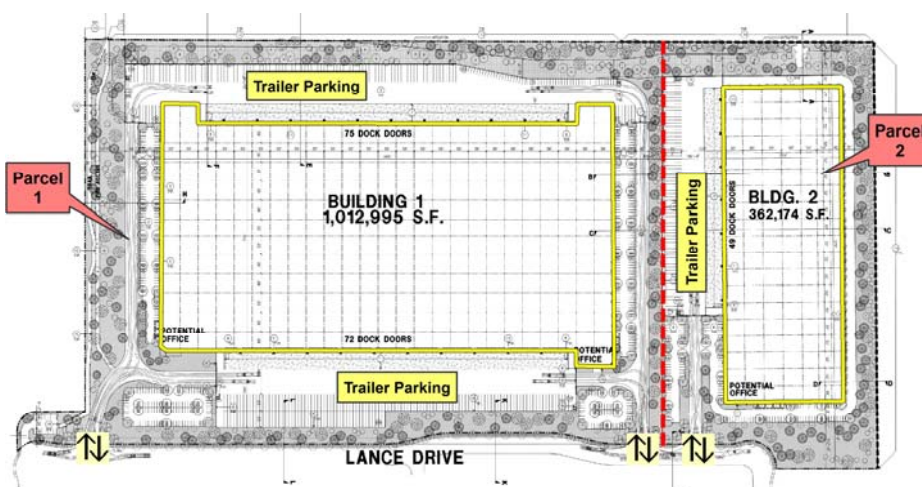 Trailer Parking
75 DOCK DOORS
Parcel
1
BUILDING 1
1,012,995 S.F.
Parcel
2
BLDG. 2
362,174 S.F.
49 DOCK DOORS
Trailer Parking
POTENTIAL
OFFICE
72 DOCK DOORS
POTENTIAL
OFFICE
Trailer Parking
POTENTIAL
OFFICE
LANCE DRIVE